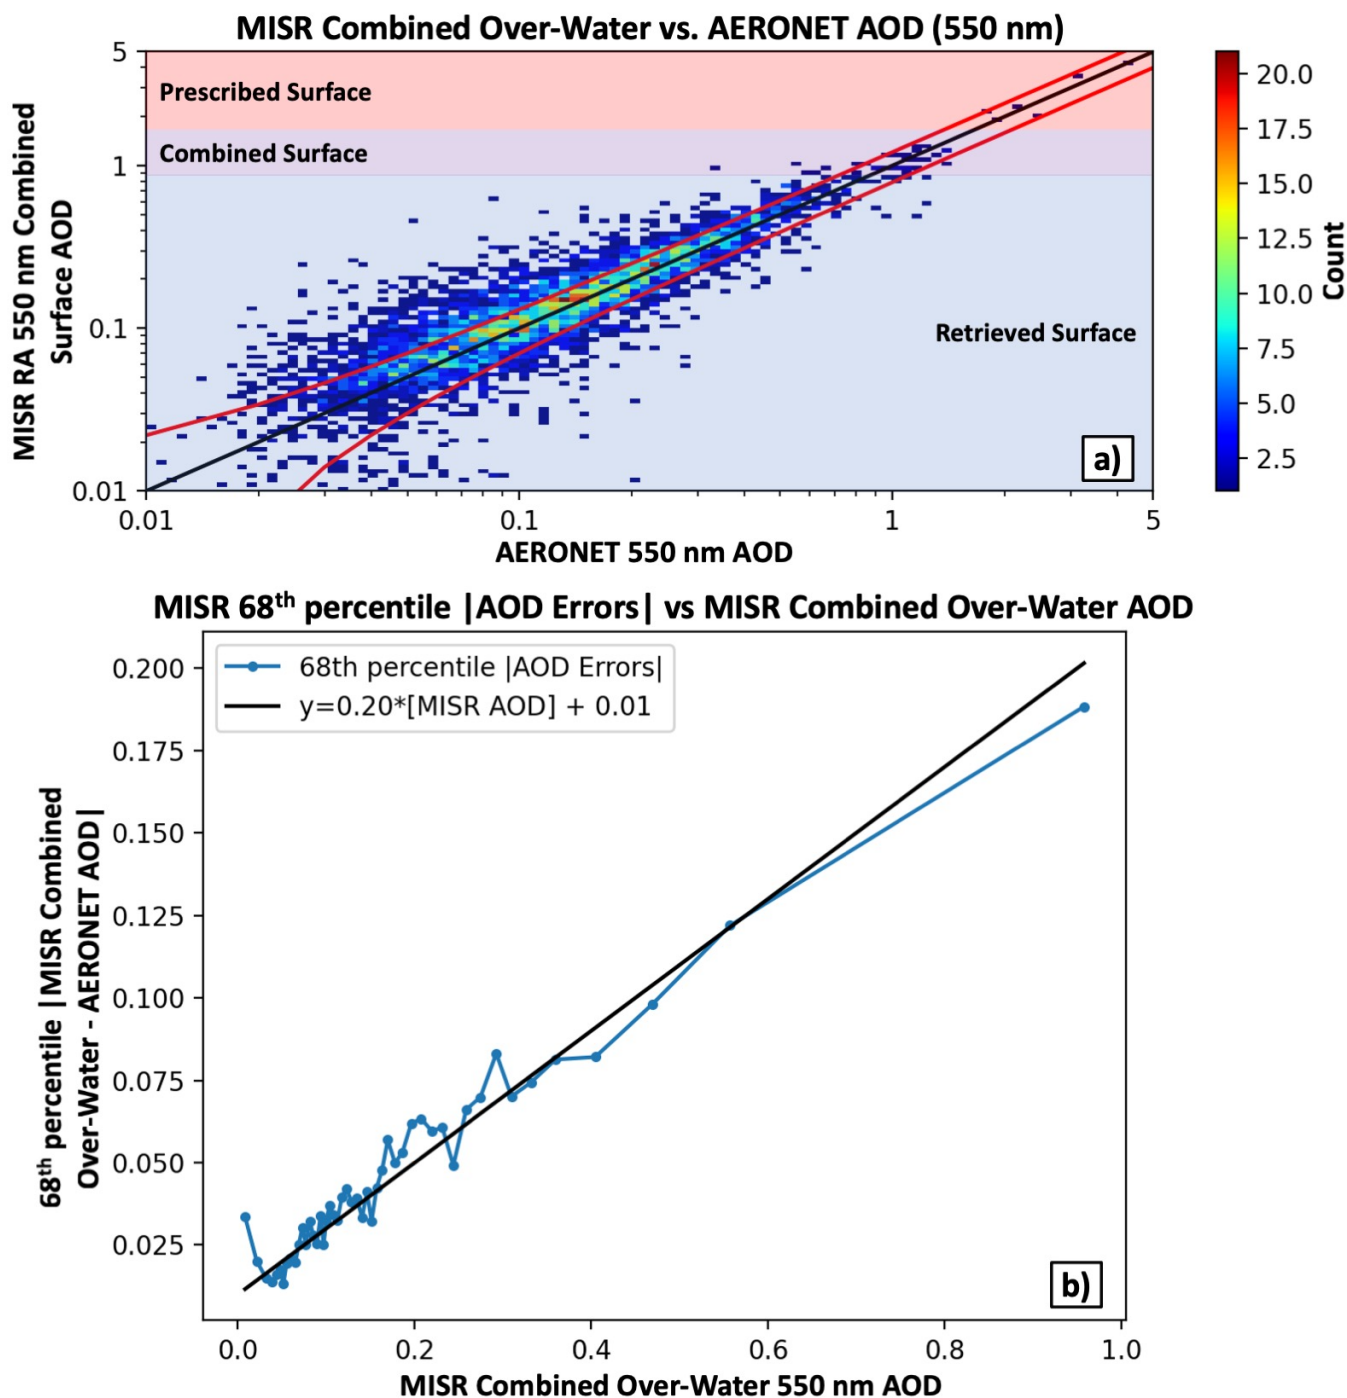 MISR Combined Over-Water vs. AERONET AOD (550 nm)
MISR RA 550 nm Combined
Surface AOD
5
1
0.1
0.01
Prescribed Surface
Combined Surface
Retrieved Surface
a)
0.01
0.1
1
5
AERONET 550 nm AOD
20.0
17.5
15.0
12.5
10.0
7.5
5.0
2.5
Count
MISR 68th percentile |AOD Errors| vs MISR Combined Over-Water AOD
68th percentile |MISR Combined
Over-Water - AERONET AOD|
0.200
0.175
0.150
0.125
0.100
0.075
0.050
0.025
68th percentile |AOD Errors|
y=0.20*[MISR AOD] + 0.01
b)
0.0
0.2
0.4
0.6
0.8
1.0
MISR Combined Over-Water 550 nm AOD